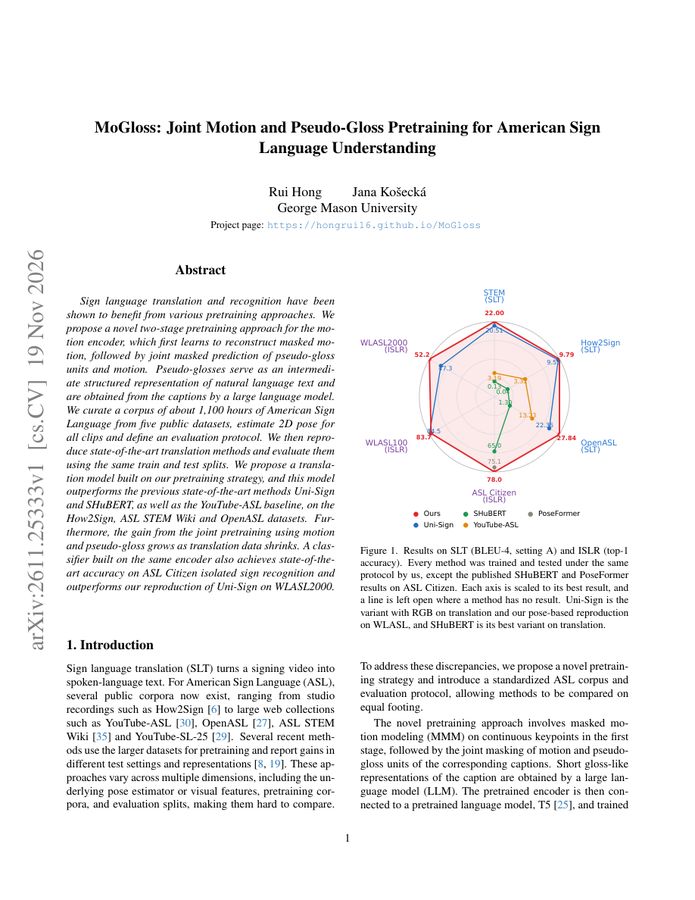 arXiv:2611.25333v1 [cs.CV] 19 Nov 2026
MoGloss: Joint Motion and Pseudo-Gloss Pretraining for American Sign
Language Understanding
Rui Hong Jana Košecká
George Mason University
Project page: https://hongrui16.github.io/MoGloss
Abstract
Sign language translation and recognition have been
shown to benefit from various pretraining approaches. We
propose a novel two-stage pretraining approach for the mo-
tion encoder, which first learns to reconstruct masked mo-
tion, followed by joint masked prediction of pseudo-gloss
units and motion. Pseudo-glosses serve as an intermedi-
ate structured representation of natural language text and
are obtained from the captions by a large language model.
We curate a corpus of about 1,100 hours of American Sign
Language from five public datasets, estimate 2D pose for
all clips and define an evaluation protocol. We then repro-
duce state-of-the-art translation methods and evaluate them
using the same train and test splits. We propose a transla-
tion model built on our pretraining strategy, and this model
outperforms the previous state-of-the-art methods Uni-Sign
and SHuBERT, as well as the YouTube-ASL baseline, on the
How2Sign, ASL STEM Wiki and OpenASL datasets. Fur-
thermore, the gain from the joint pretraining using motion
and pseudo-gloss grows as translation data shrinks. A clas-
sifier built on the same encoder also achieves state-of-the-
art accuracy on ASL Citizen isolated sign recognition and
outperforms our reproduction of Uni-Sign on WLASL2000.
1. Introduction
Sign language translation (SLT) turns a signing video into
spoken-language text. For American Sign Language (ASL),
several public corpora now exist, ranging from studio
recordings such as How2Sign [6] to large web collections
such as YouTube-ASL [30], OpenASL [27], ASL STEM
Wiki [35] and YouTube-SL-25 [29]. Several recent meth-
ods use the larger datasets for pretraining and report gains in
different test settings and representations [8, 19]. These ap-
proaches vary across multiple dimensions, including the un-
derlying pose estimator or visual features, pretraining cor-
pora, and evaluation splits, making them hard to compare.
STEM
(SLT)
22.00
How2Sign
(SLT)
9.79
OpenASL
(SLT)
27.84
ASL Citizen
(ISLR)
78.0
75.1
65.0
WLASL100
(ISLR)
83.7
WLASL2000
(ISLR)
52.2
Ours SHuBERT PoseFormer
Uni-Sign YouTube-ASL
Figure 1. Results on SLT (BLEU-4, setting A) and ISLR (top-1
accuracy). Every method was trained and tested under the same
protocol by us, except the published SHuBERT and PoseFormer
results on ASL Citizen. Each axis is scaled to its best result, and
a line is left open where a method has no result. Uni-Sign is the
variant with RGB on translation and our pose-based reproduction
on WLASL, and SHuBERT is its best variant on translation.
To address these discrepancies, we propose a novel pretrain-
ing strategy and introduce a standardized ASL corpus and
evaluation protocol, allowing methods to be compared on
equal footing.
The novel pretraining approach involves masked mo-
tion modeling (MMM) on continuous keypoints in the first
stage, followed by the joint masking of motion and pseudo-
gloss units of the corresponding captions. Short gloss-like
representations of the caption are obtained by a large lan-
guage model (LLM). The pretrained encoder is then con-
nected to a pretrained language model, T5 [25], and trained
1